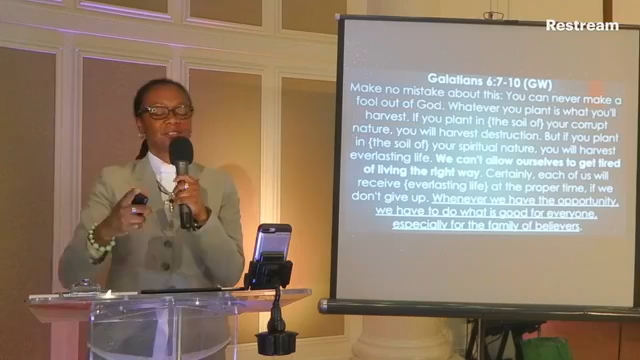 Restream
Galatians 6:7-10 (GW)
Make no mistake about this: You can never make a
fool out of God. Whatever you plant is what you'll
harvest. If you plant in {the soil of} your corrupt
nature, you will harvest destruction. But if you plant
in {the soil of} your spiritual nature, you will harvest
everlasting life. We can't allow ourselves to get tired
of living the right way. Certainly, each of us will
receive {everlasting life} at the proper time, if we
don't give up. Whenever we have the opportunity,
we have to do what is good for everyone,
especially for the family of believers.